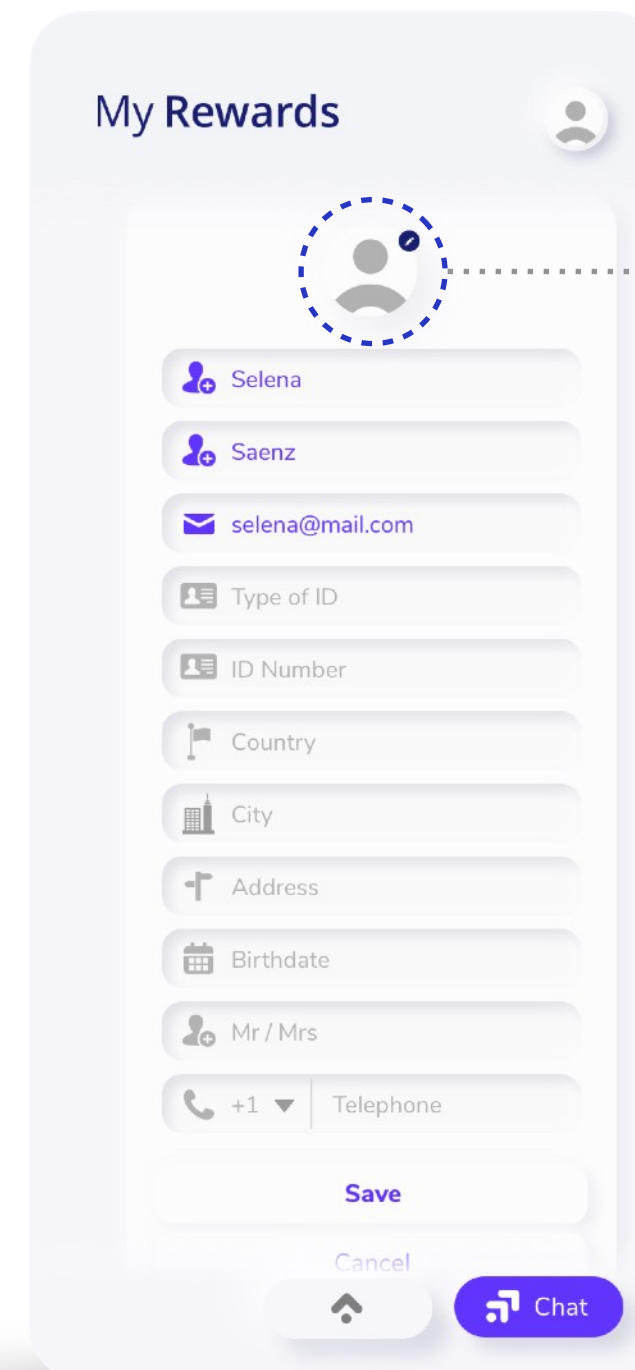 My Rewards
Selena
Saenz
selena@mail.com
Type of ID
ID Number
Country
City
Address
Birthdate
Mr / Mrs
+1 Telephone
Save
Cancel
Chat